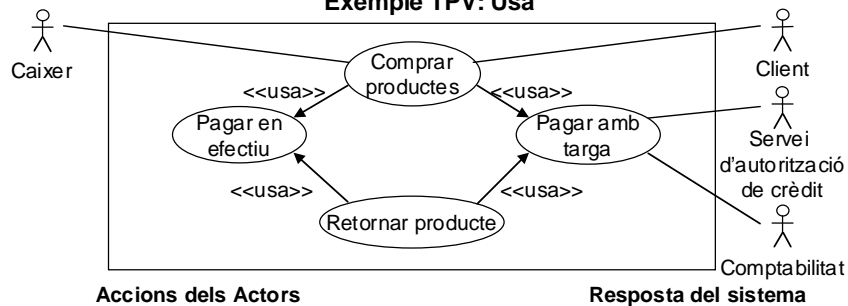 Exemple TPV: Usa
Caixer
Comprar
productes
Client
<<usa>>
<<usa>>
Pagar en
efectiu
Pagar amb
targa
Servei
d'autorització
de crèdit
<<usa>>
<<usa>>
Retornar producte
Comptabilitat
Accions dels Actors
Resposta del sistema